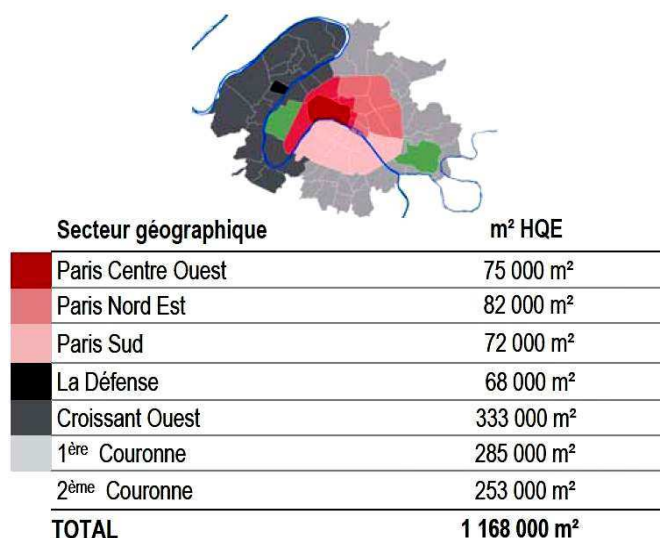 Secteur géographique m² HQE
Paris Centre Ouest 75 000 m²
Paris Nord Est 82 000 m²
Paris Sud 72 000 m²
La Défense 68 000 m²
Croissant Ouest 333 000 m²
1ère Couronne 285 000 m²
2ème Couronne 253 000 m²
TOTAL 1 168 000 m²